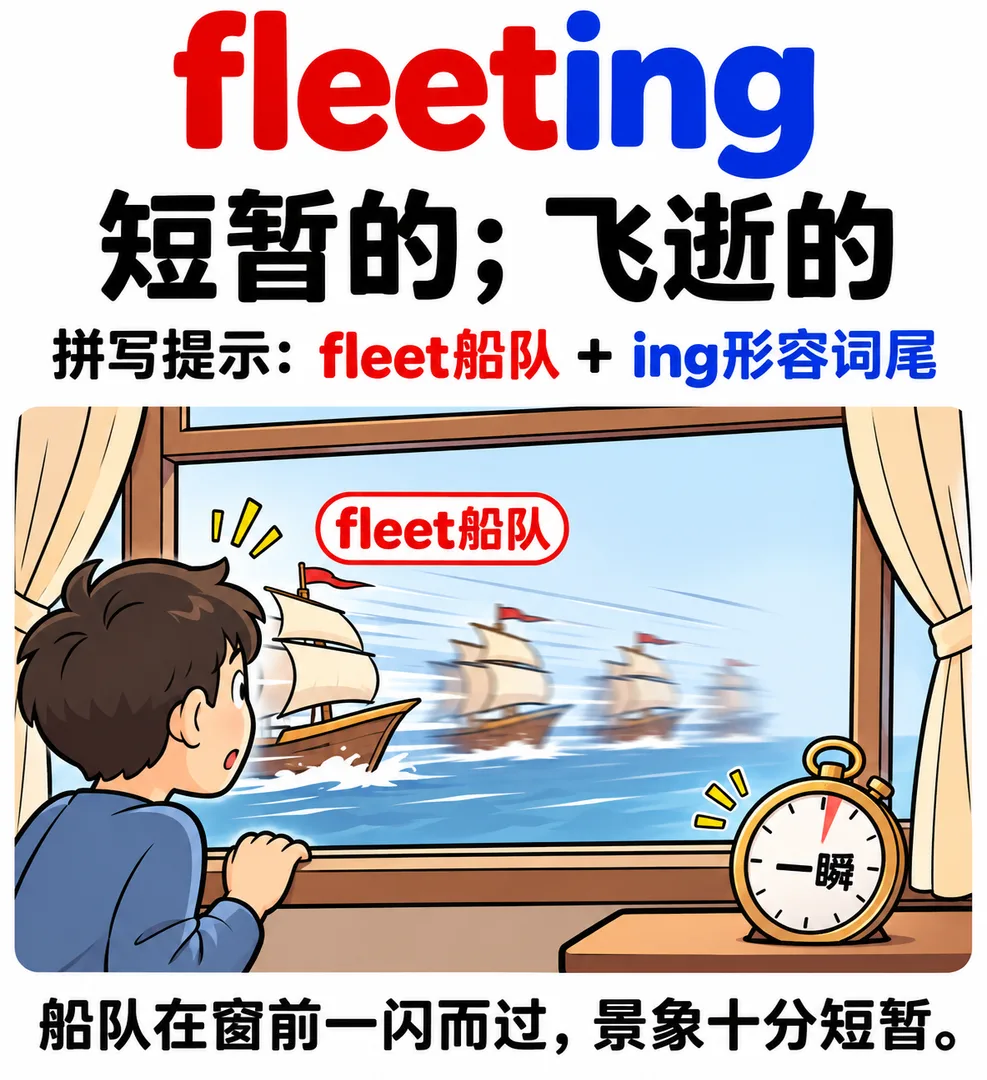 fleeting
短暂的；飞逝的
拼写提示：fleet船队 + ing形容词尾
fleet船队
一瞬
船队在窗前一闪而过，景象十分短暂。